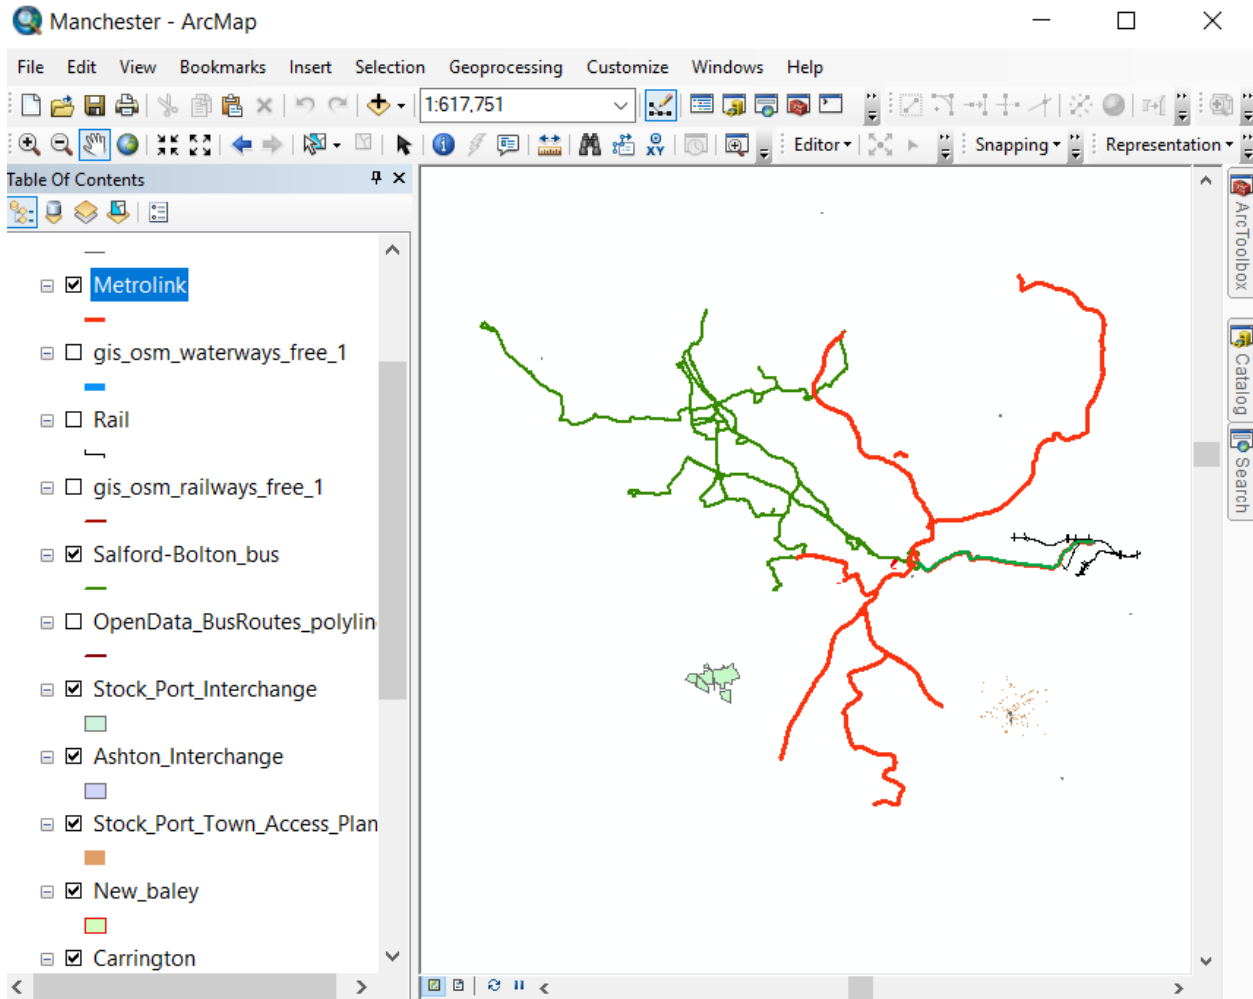 Manchester - ArcMap
File Edit View Bookmarks Insert Selection Geoprocessing Customize Windows Help
1:617,751
XY
Editor Snapping Representation
Table Of Contents
Metrolink
gis_osm_waterways_free_1
Rail
gis_osm_railways_free_1
Salford-Bolton_bus
OpenData_BusRoutes_polylin
Stock_Port_Interchange
Ashton_Interchange
Stock_Port_Town_Access_Plan
New_baley
Carrington
ArcToolbox
Catalog
Search